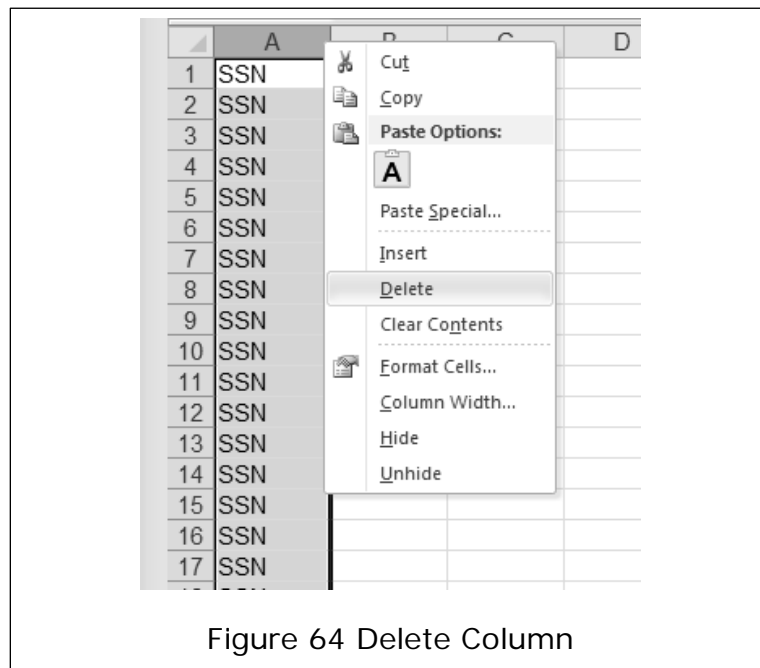 A B C D
1 SSN
2 SSN
3 SSN
4 SSN
5 SSN
6 SSN
7 SSN
8 SSN
9 SSN
10 SSN
11 SSN
12 SSN
13 SSN
14 SSN
15 SSN
16 SSN
17 SSN
Cut
Copy
Paste Options:
A
Paste Special...
Insert
Delete
Clear Contents
Format Cells...
Column Width...
Hide
Unhide
Figure 64 Delete Column